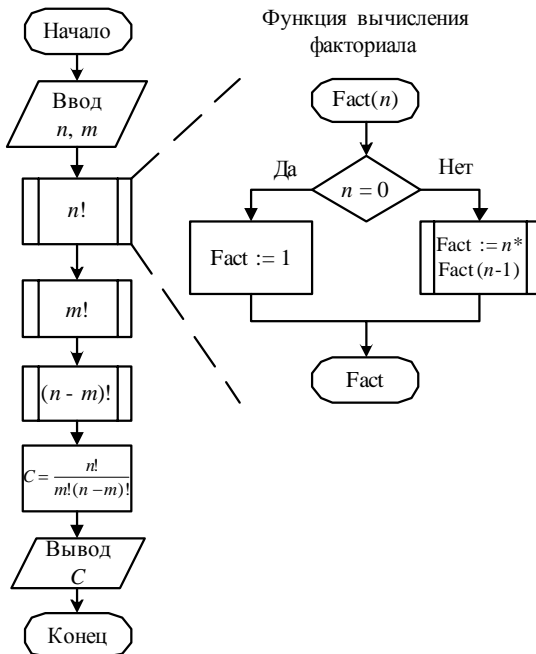 Начало
Ввод
n, m
n!
m!
(n - m)!
C = n! / m!(n – m)!
Вывод
C
Конец
Функция вычисления
факториала
Fact(n)
Да
n = 0
Нет
Fact := 1
Fact := n*
Fact(n-1)
Fact